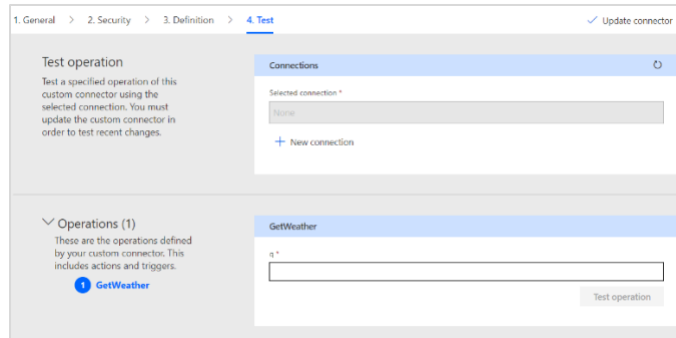 1. General > 2. Security > 3. Definition > 4. Test ✓ Update connector
Test operation
Test a specified operation of this
custom connector using the
selected connection. You must
update the custom connector in
order to test recent changes.
Connections
Selected connection *
None
+ New connection
Operations (1)
These are the operations defined
by your custom connector. This
includes actions and triggers.
1 GetWeather
GetWeather
q *
Test operation